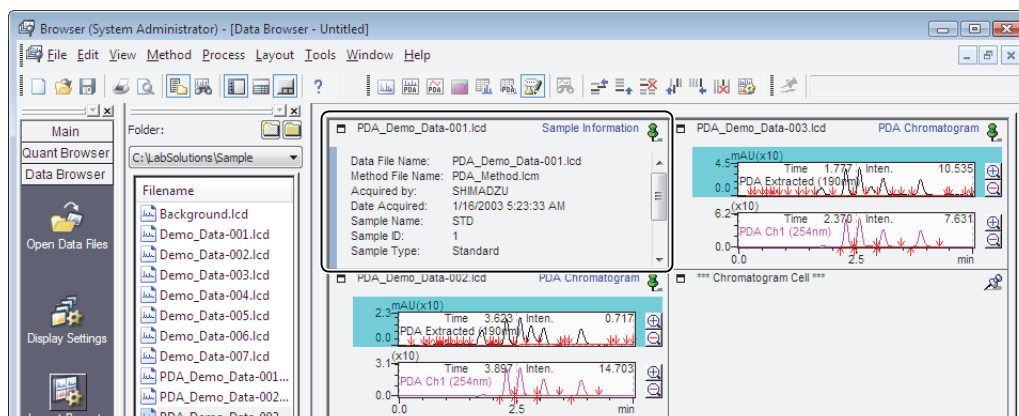 Browser (System Administrator) - [Data Browser - Untitled]
File Edit View Method Process Layout Tools Window Help
Main
Quant Browser
Data Browser
Open Data Files
Display Settings
Folder:
C:\LabSolutions\Sample
Filename
Background.lcd
Demo_Data-001.lcd
Demo_Data-002.lcd
Demo_Data-003.lcd
Demo_Data-004.lcd
Demo_Data-005.lcd
Demo_Data-006.lcd
Demo_Data-007.lcd
PDA_Demo_Data-001...
PDA_Demo_Data-002...
PDA_Demo_Data-001.lcd Sample Information
Data File Name: PDA_Demo_Data-001.lcd
Method File Name: PDA_Method.lcm
Acquired by: SHIMADZU
Date Acquired: 1/16/2003 5:23:33 AM
Sample Name: STD
Sample ID: 1
Sample Type: Standard
PDA_Demo_Data-003.lcd PDA Chromatogram
mAU(x10)
4.5 Time 1.777 Inten. 10.535
PDA Extracted (190nm)
0.0
(x10)
6.2 Time 2.370 Inten. 7.631
PDA Ch1 (254nm)
0.0
0.0 2.5 min
PDA_Demo_Data-002.lcd PDA Chromatogram
mAU(x10)
2.3 Time 3.623 Inten. 0.717
PDA Extracted (190nm)
0.0
(x10)
3.1 Time 3.897 Inten. 14.703
PDA Ch1 (254nm)
0.0
0.0 2.5 min
*** Chromatogram Cell ***